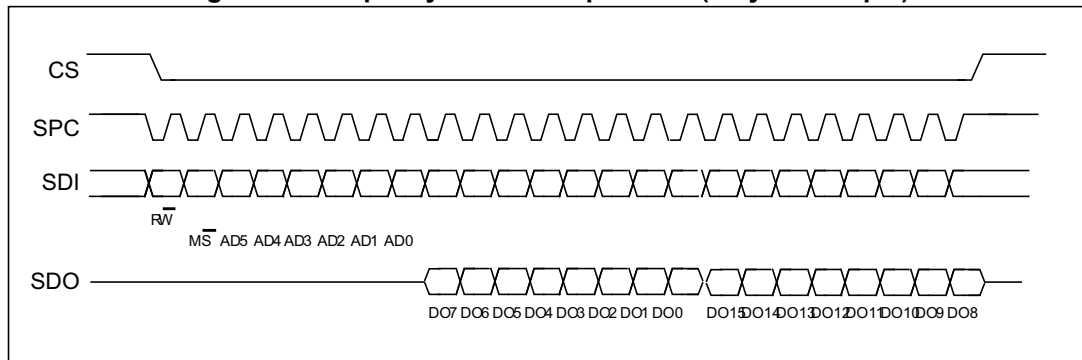 CS
SPC
SDI
RW
MS AD5 AD4 AD3 AD2 AD1 AD0
SDO
DO7 DO6 DO5 DO4 DO3 DO2 DO1 DO0 DO15 DO14 DO13 DO12 DO11 DO10 DO9 DO8